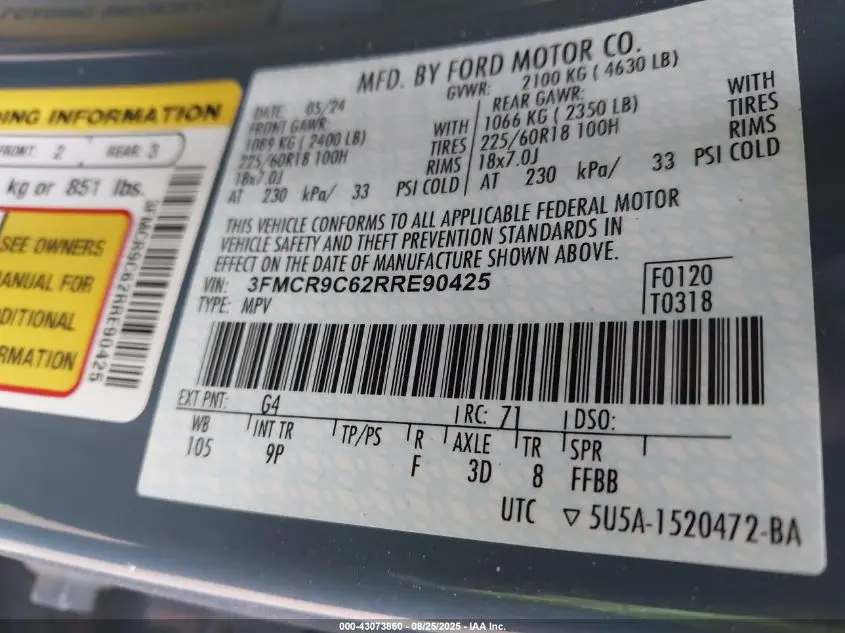 DING INFORMATION
FRONT: 2 REAR: 3
kg or 851 lbs.
SEE OWNERS
MANUAL FOR
DITIONAL
RMATION
3FMCR9C62RRE90425
MFD. BY FORD MOTOR CO.
DATE: 05/24 GVWR: 2100 KG ( 4630 LB)
FRONT GAWR: REAR GAWR:
1089 KG ( 2400 LB) WITH 1066 KG ( 2350 LB) WITH
225/60R18 100H TIRES 225/60R18 100H TIRES
18x7.0J RIMS 18x7.0J RIMS
AT 230 kPa/ 33 PSI COLD AT 230 kPa/ 33 PSI COLD
THIS VEHICLE CONFORMS TO ALL APPLICABLE FEDERAL MOTOR
VEHICLE SAFETY AND THEFT PREVENTION STANDARDS IN
EFFECT ON THE DATE OF MANUFACTURE SHOWN ABOVE.
VIN: 3FMCR9C62RRE90425 F0120
TYPE: MPV T0318
EXT PNT: G4 RC: 71 DSO:
WB INT TR TP/PS R AXLE TR SPR
105 9P F 3D 8 FFBB
UTC ▽ 5U5A-1520472-BA
000-43073860 - 08/25/2025 - IAA Inc.